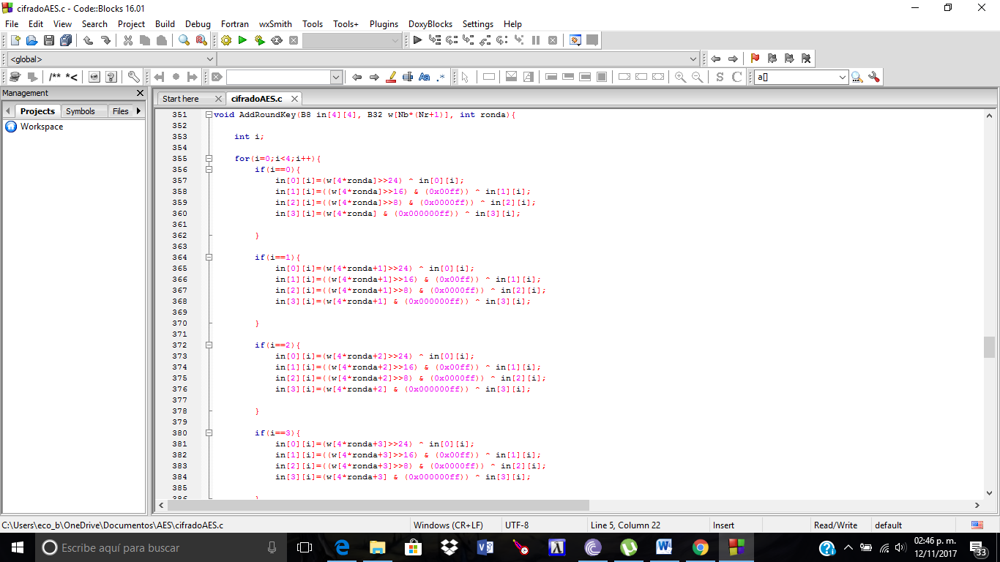 cifradoAES.c - Code::Blocks 16.01
File Edit View Search Project Build Debug Fortran wxSmith Tools Tools+ Plugins DoxyBlocks Settings Help
<global>
/** *< Aa .* S C a[]
Management
Projects Symbols Files
Workspace
Start here cifradoAES.c
351 void AddRoundKey(B8 in[4][4], B32 w[Nb*(Nr+1)], int ronda){
352
353 int i;
354
355 for(i=0;i<4;i++){
356 if(i==0){
357 in[0][i]=(w[4*ronda]>>24) ^ in[0][i];
358 in[1][i]=((w[4*ronda]>>16) & (0x00ff)) ^ in[1][i];
359 in[2][i]=((w[4*ronda]>>8) & (0x0000ff)) ^ in[2][i];
360 in[3][i]=(w[4*ronda] & (0x000000ff)) ^ in[3][i];
361
362 }
363
364 if(i==1){
365 in[0][i]=(w[4*ronda+1]>>24) ^ in[0][i];
366 in[1][i]=((w[4*ronda+1]>>16) & (0x00ff)) ^ in[1][i];
367 in[2][i]=((w[4*ronda+1]>>8) & (0x0000ff)) ^ in[2][i];
368 in[3][i]=(w[4*ronda+1] & (0x000000ff)) ^ in[3][i];
369
370 }
371
372 if(i==2){
373 in[0][i]=(w[4*ronda+2]>>24) ^ in[0][i];
374 in[1][i]=((w[4*ronda+2]>>16) & (0x00ff)) ^ in[1][i];
375 in[2][i]=((w[4*ronda+2]>>8) & (0x0000ff)) ^ in[2][i];
376 in[3][i]=(w[4*ronda+2] & (0x000000ff)) ^ in[3][i];
377
378 }
379
380 if(i==3){
381 in[0][i]=(w[4*ronda+3]>>24) ^ in[0][i];
382 in[1][i]=((w[4*ronda+3]>>16) & (0x00ff)) ^ in[1][i];
383 in[2][i]=((w[4*ronda+3]>>8) & (0x0000ff)) ^ in[2][i];
384 in[3][i]=(w[4*ronda+3] & (0x000000ff)) ^ in[3][i];
385
386 }
C:\Users\eco_b\OneDrive\Documentos\AES\cifradoAES.c Windows (CR+LF) UTF-8 Line 5, Column 22 Insert Read/Write default
Escribe aquí para buscar
02:46 p. m.
12/11/2017
33